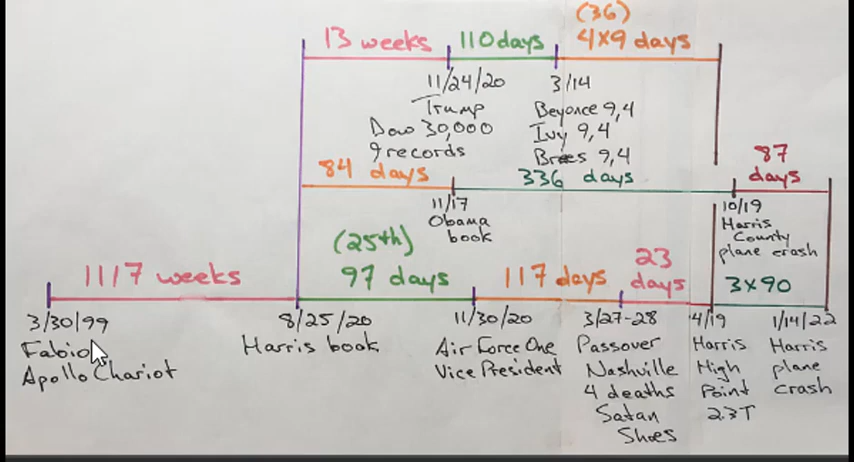 (36)
13 weeks 110 days 4x9 days
11/24/20 3/14
Trump Beyonce 9,4
Dow 30,000 Ivy 9,4
9 records Brees 9,4
87
84 days 336 days days
11/17 10/19
Obama Harris
book County
plane crash
(25th) 23
1117 weeks 97 days 117 days days 3x90
3/30/99 8/25/20 11/30/20 3/27-28 4/19 1/14/22
Fabio Harris book Air Force One Passover Harris Harris
Apollo Chariot Vice President Nashville High plane
4 deaths Point crash
Satan 2.3T
Shoes